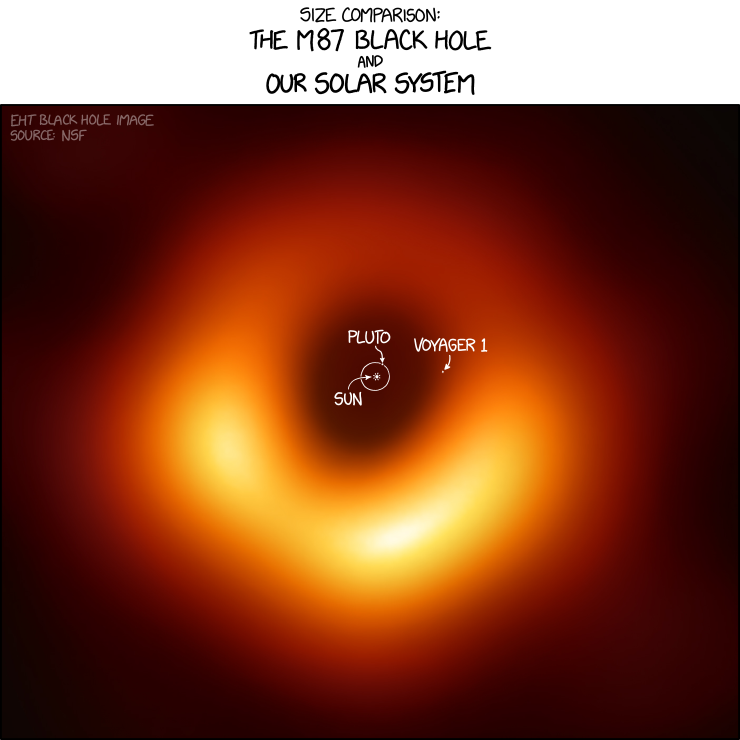 SIZE COMPARISON:
THE M87 BLACK HOLE
AND
OUR SOLAR SYSTEM
EHT BLACK HOLE IMAGE
SOURCE: NSF
PLUTO
VOYAGER 1
SUN